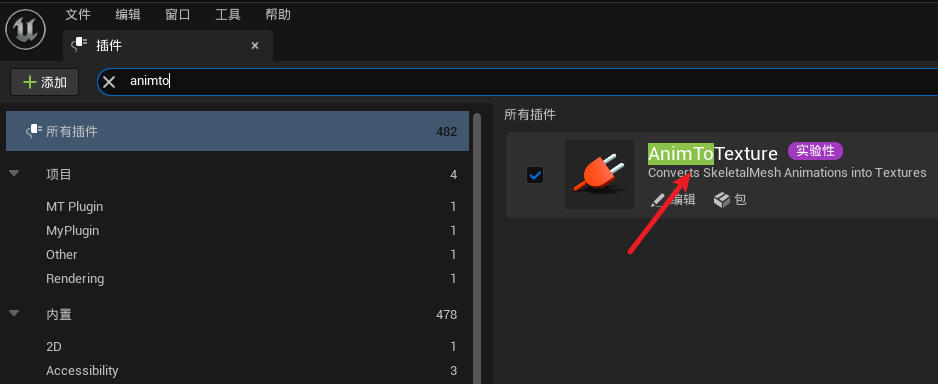 文件 编辑 窗口 工具 帮助
插件
添加 animto
所有插件 482
项目 4
MT Plugin 1
MyPlugin 1
Other 1
Rendering 1
内置 478
2D 1
Accessibility 3
所有插件
AnimToTexture 实验性
Converts SkeletalMesh Animations into Textures
编辑 包